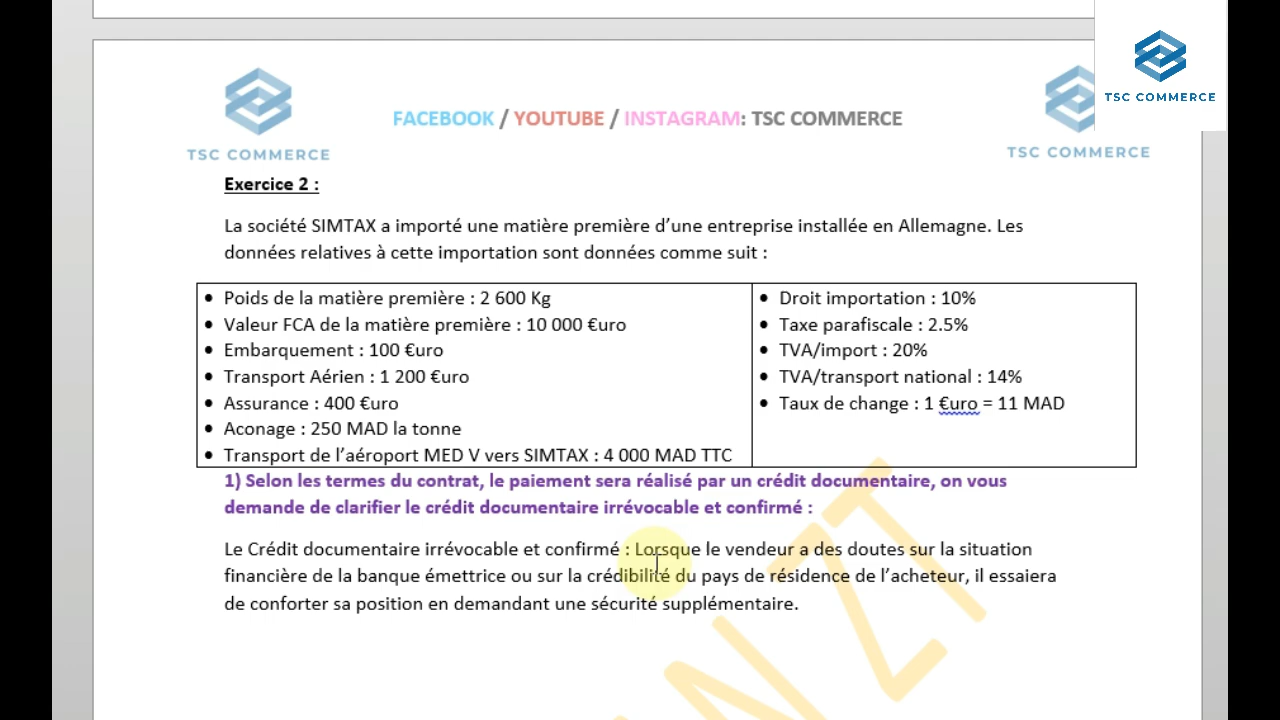 TSC COMMERCE
FACEBOOK / YOUTUBE / INSTAGRAM: TSC COMMERCE
TSC COMMERCE
TSC COMMERCE
Exercice 2 :
La société SIMTAX a importé une matière première d’une entreprise installée en Allemagne. Les
données relatives à cette importation sont données comme suit :
• Poids de la matière première : 2 600 Kg
• Valeur FCA de la matière première : 10 000 €uro
• Embarquement : 100 €uro
• Transport Aérien : 1 200 €uro
• Assurance : 400 €uro
• Aconage : 250 MAD la tonne
• Transport de l’aéroport MED V vers SIMTAX : 4 000 MAD TTC
• Droit importation : 10%
• Taxe parafiscale : 2.5%
• TVA/import : 20%
• TVA/transport national : 14%
• Taux de change : 1 €uro = 11 MAD
1) Selon les termes du contrat, le paiement sera réalisé par un crédit documentaire, on vous
demande de clarifier le crédit documentaire irrévocable et confirmé :
Le Crédit documentaire irrévocable et confirmé : Lorsque le vendeur a des doutes sur la situation
financière de la banque émettrice ou sur la crédibilité du pays de résidence de l’acheteur, il essaiera
de conforter sa position en demandant une sécurité supplémentaire.